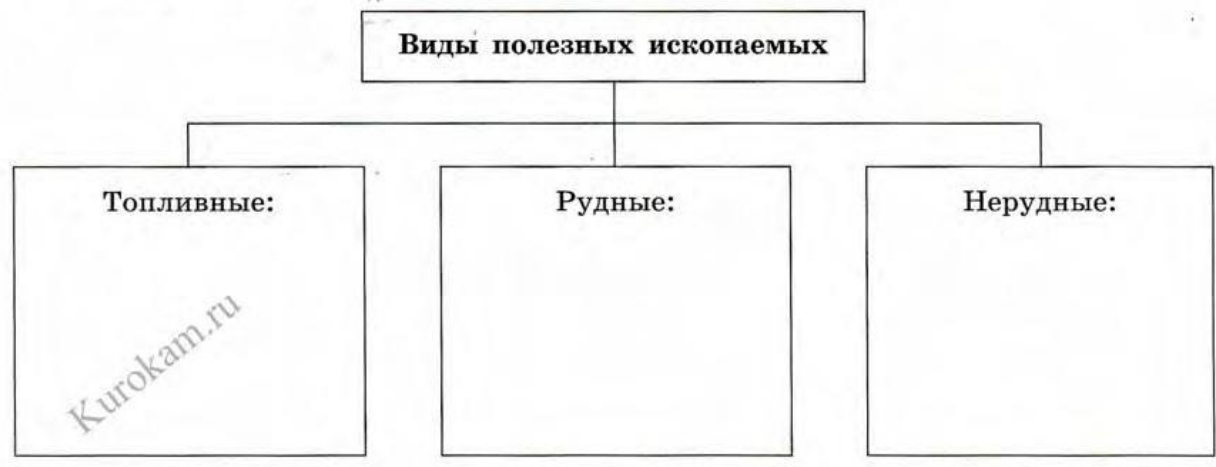 Виды полезных ископаемых
Топливные:
Рудные:
Нерудные:
Kurokam.ru